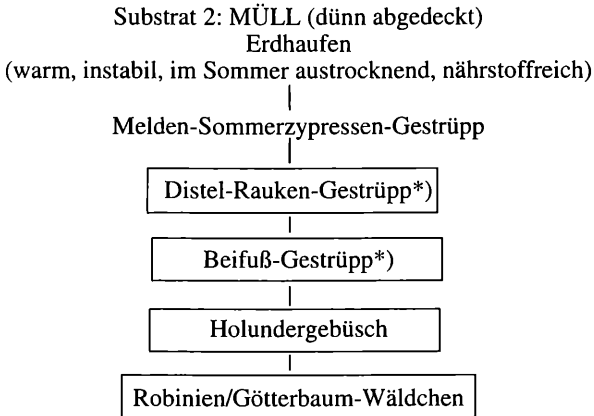 Substrat 2: MÜLL (dünn abgedeckt)
Erdhaufen
(warm, instabil, im Sommer austrocknend, nährstoffreich)
Melden-Sommerzypressen-Gestrüpp
Distel-Rauken-Gestrüpp*)
Beifuß-Gestrüpp*)
Holundergebüsch
Robinien/Götterbaum-Wäldchen